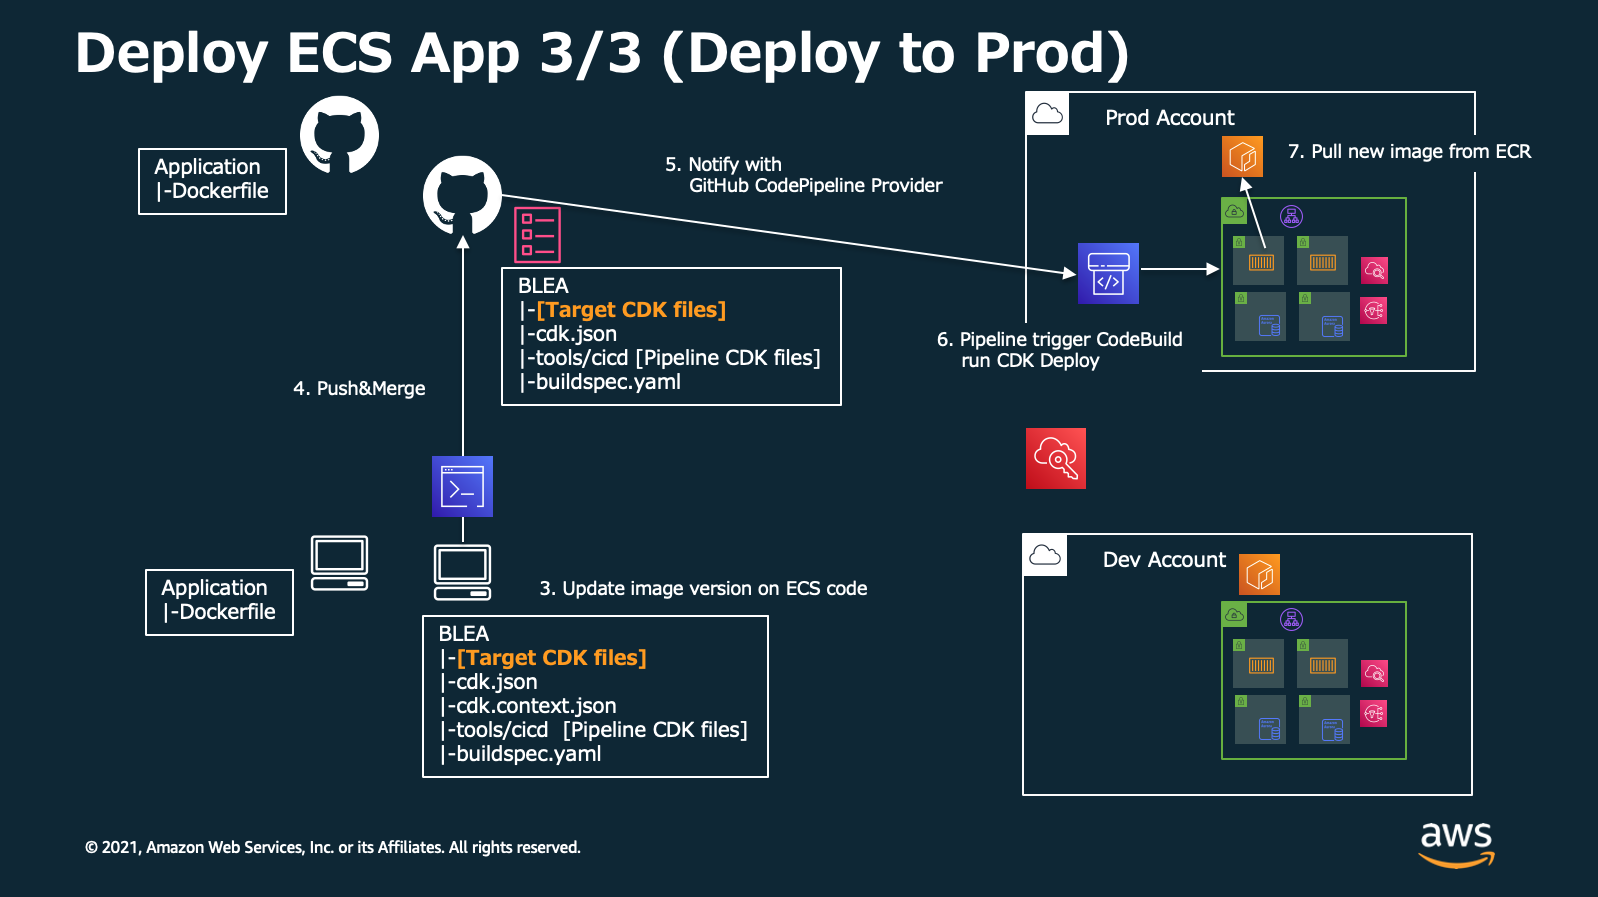 Deploy ECS App 3/3 (Deploy to Prod)
Application
|-Dockerfile
5. Notify with
GitHub CodePipeline Provider
Prod Account
7. Pull new image from ECR
BLEA
|-[Target CDK files]
|-cdk.json
|-tools/cicd [Pipeline CDK files]
|-buildspec.yaml
6. Pipeline trigger CodeBuild
run CDK Deploy
4. Push&Merge
Application
|-Dockerfile
3. Update image version on ECS code
BLEA
|-[Target CDK files]
|-cdk.json
|-cdk.context.json
|-tools/cicd  [Pipeline CDK files]
|-buildspec.yaml
Dev Account
© 2021, Amazon Web Services, Inc. or its Affiliates. All rights reserved.
aws